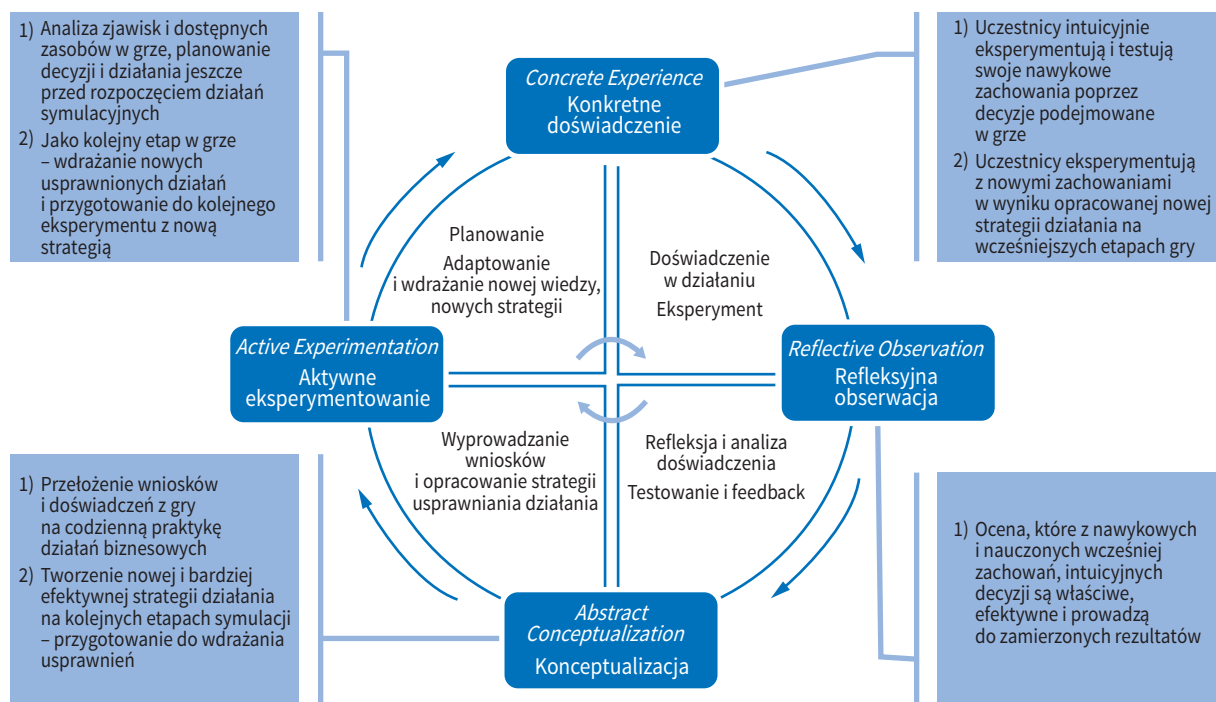 1) Analiza zjawisk i dostępnych
zasobów w grze, planowanie
decyzji i działania jeszcze
przed rozpoczęciem działań
symulacyjnych
2) Jako kolejny etap w grze
– wdrażanie nowych
usprawnionych działań
i przygotowanie do kolejnego
eksperymentu z nową
strategią
Concrete Experience
Konkretne
doświadczenie
1) Uczestnicy intuicyjnie
eksperymentują i testują
swoje nawykowe
zachowania poprzez
decyzje podejmowane
w grze
2) Uczestnicy eksperymentują
z nowymi zachowaniami
w wyniku opracowanej nowej
strategii działania na
wcześniejszych etapach gry
Planowanie
Adaptowanie
i wdrażanie nowej wiedzy,
nowych strategii
Doświadczenie
w działaniu
Eksperyment
Active Experimentation
Aktywne
eksperymentowanie
Reflective Observation
Refleksyjna
obserwacja
Wyprowadzanie
wniosków
i opracowanie strategii
usprawniania działania
Refleksja i analiza
doświadczenia
Testowanie i feedback
1) Przełożenie wniosków
i doświadczeń z gry
na codzienną praktykę
działań biznesowych
2) Tworzenie nowej i bardziej
efektywnej strategii działania
na kolejnych etapach symulacji
– przygotowanie do wdrażania
usprawnień
Abstract
Conceptualization
Konceptualizacja
1) Ocena, które z nawykowych
i nauczonych wcześniej
zachowań, intuicyjnych
decyzji są właściwe,
efektywne i prowadzą
do zamierzonych rezultatów